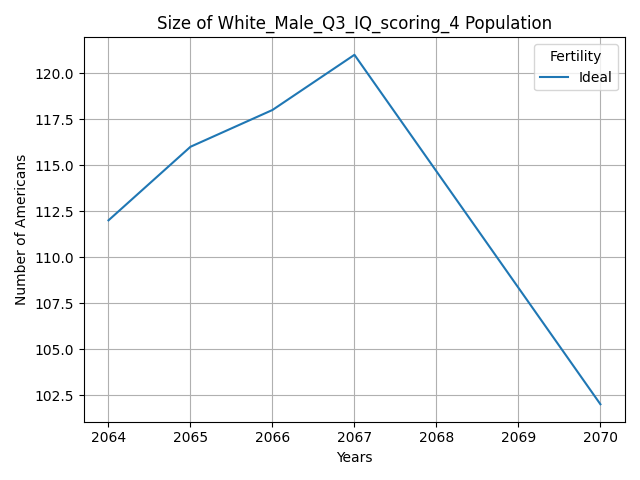 Size of White_Male_Q3_IQ_scoring_4 Population
Fertility
Ideal
120.0
117.5
115.0
112.5
110.0
107.5
105.0
102.5
Number of Americans
2064 2065 2066 2067 2068 2069 2070
Years